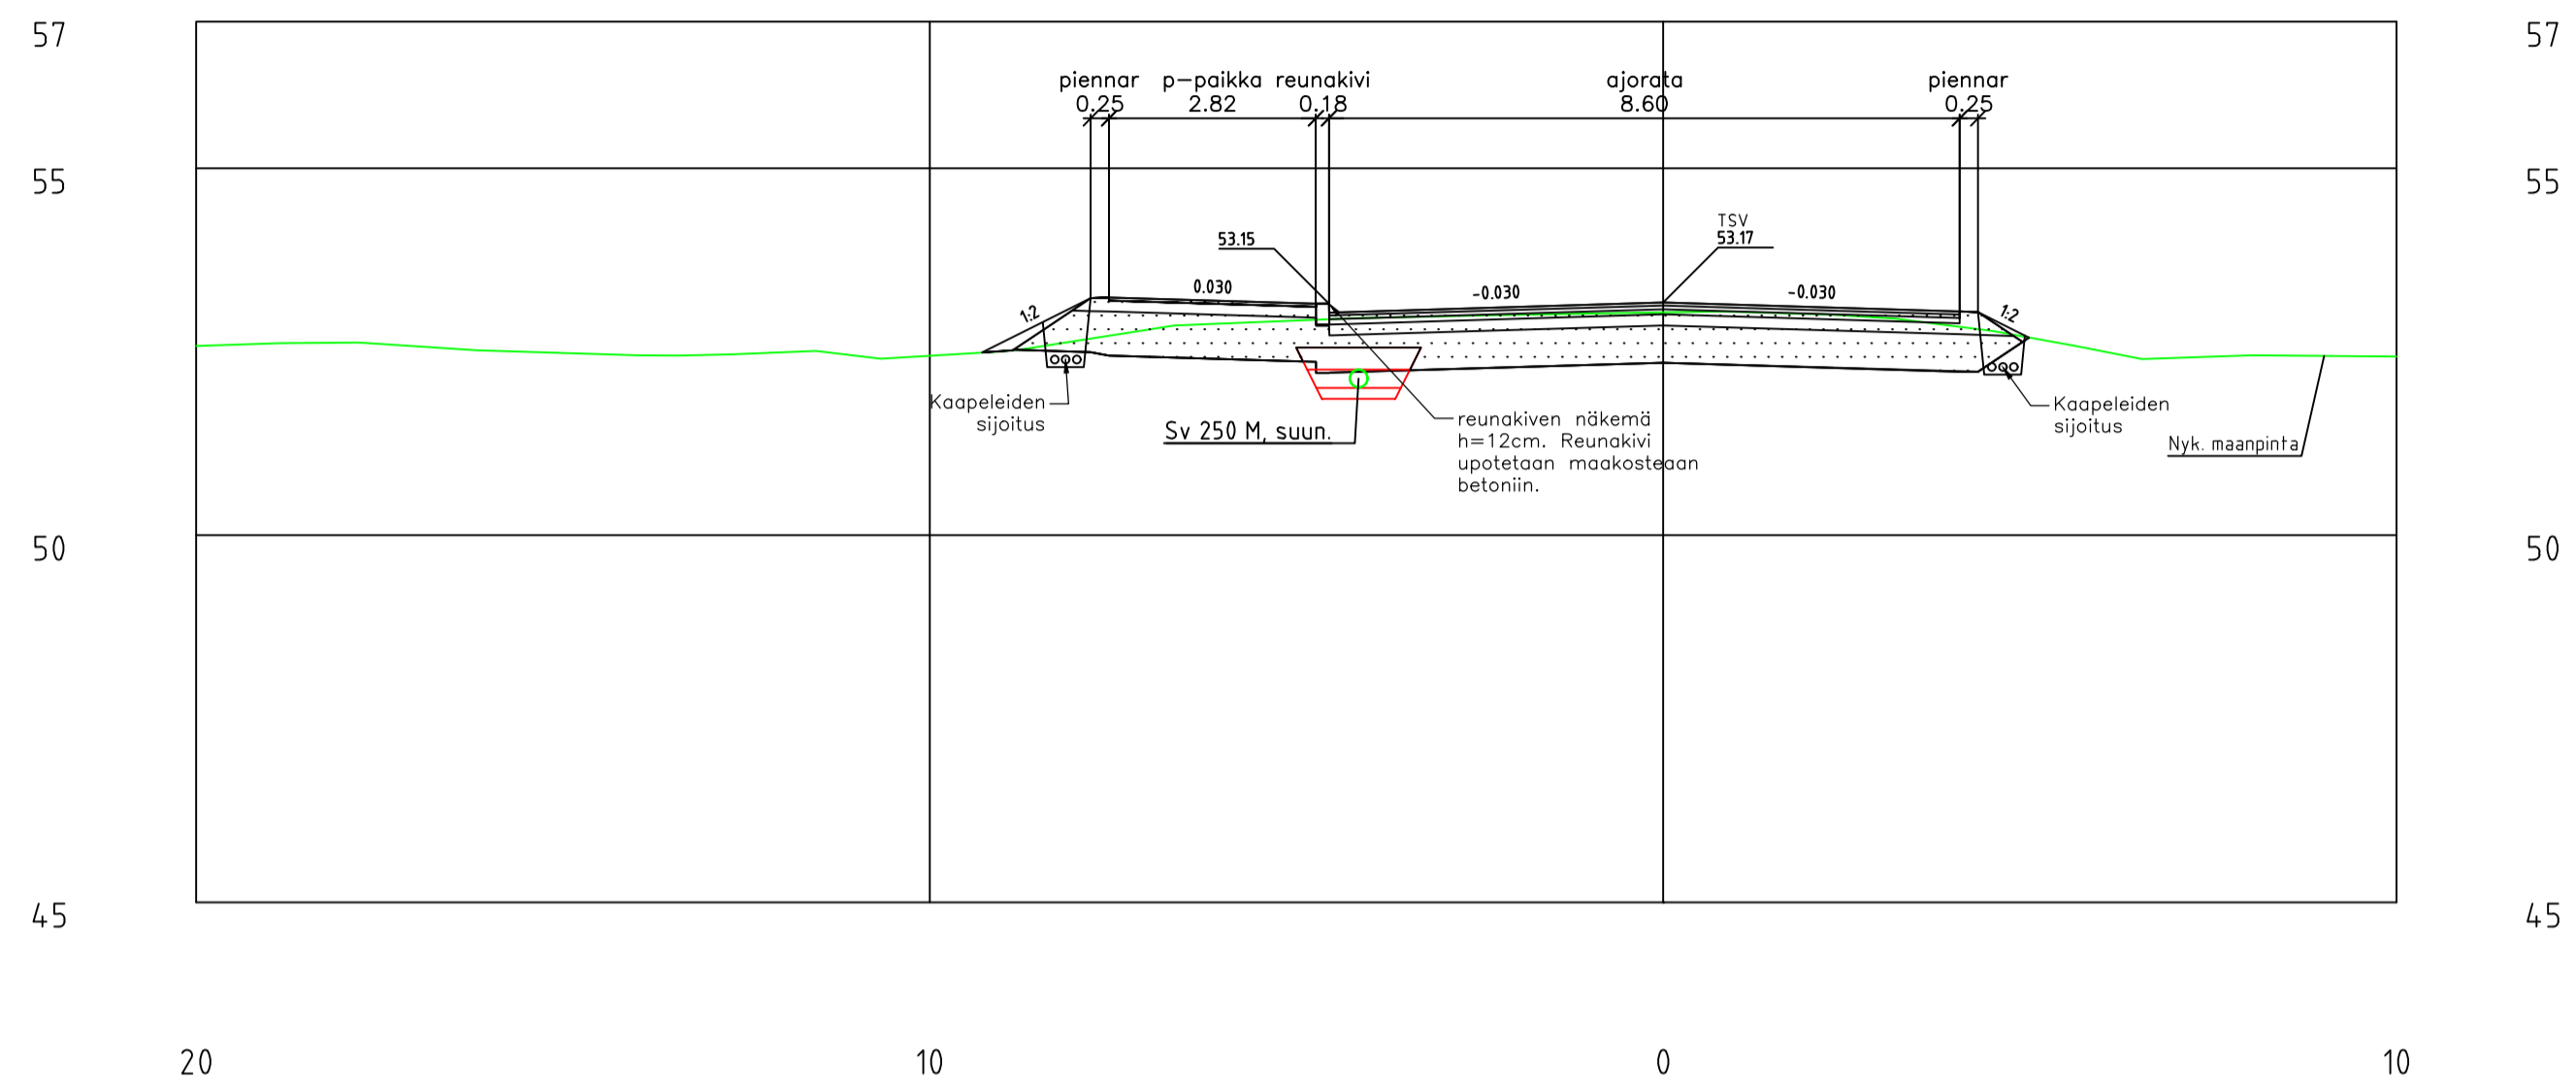 57
57
piennar p-paikka reunakivi ajorata piennar
0.25 2.82 0.18 8.60 0.25
55
55
TSV
53.15
53.17
0.030
-0.030
-0.030
1:2
1:2
Kaapeleiden
sijoitus
Sv 250 M, suun.
reunakiven näkemä
h=12cm. Reunakivi
upotetaan maakosteaan
betoniin.
Kaapeleiden
sijoitus
Nyk. maanpinta
50
50
45
45
20 10 0 10